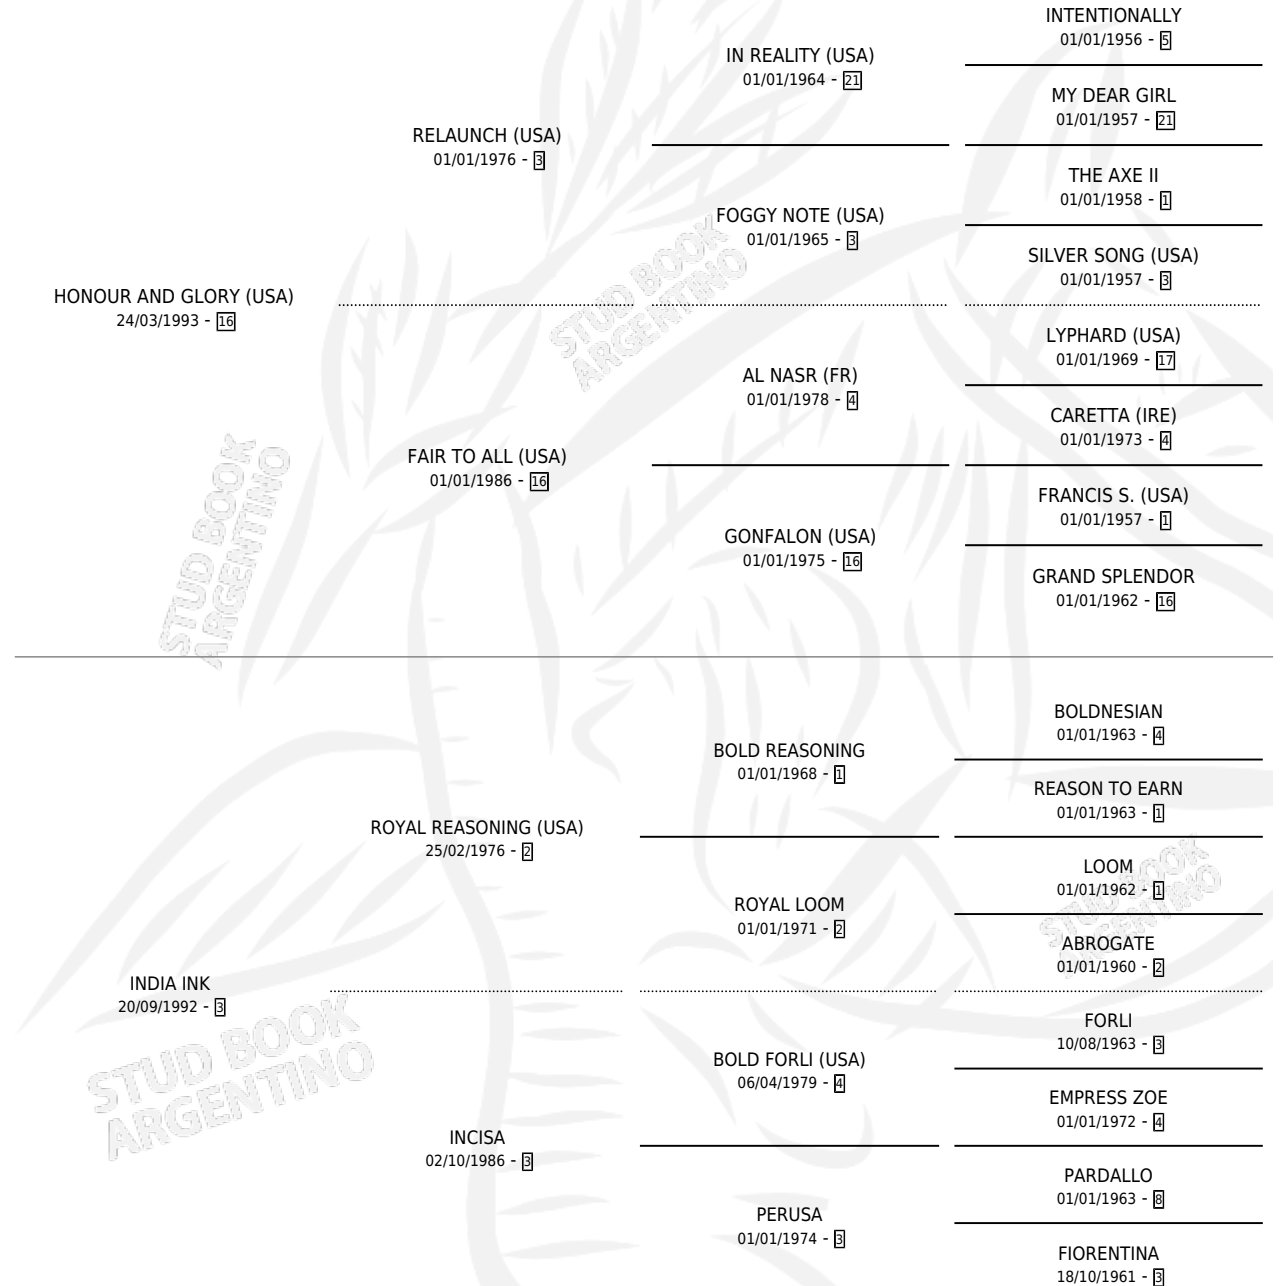 INTENTIONALLY
01/01/1956 - 5
IN REALITY (USA)
01/01/1964 - 21
MY DEAR GIRL
01/01/1957 - 21
RELAUNCH (USA)
01/01/1976 - 3
THE AXE II
01/01/1958 - 1
FOGGY NOTE (USA)
01/01/1965 - 3
SILVER SONG (USA)
01/01/1957 - 3
HONOUR AND GLORY (USA)
24/03/1993 - 16
LYPHARD (USA)
01/01/1969 - 17
AL NASR (FR)
01/01/1978 - 4
CARETTA (IRE)
01/01/1973 - 4
FAIR TO ALL (USA)
01/01/1986 - 16
FRANCIS S. (USA)
01/01/1957 - 1
GONFALON (USA)
01/01/1975 - 16
GRAND SPLENDOR
01/01/1962 - 16
BOLDNESIAN
01/01/1963 - 4
BOLD REASONING
01/01/1968 - 1
REASON TO EARN
01/01/1963 - 1
ROYAL REASONING (USA)
25/02/1976 - 2
LOOM
01/01/1962 - 1
ROYAL LOOM
01/01/1971 - 2
ABROGATE
01/01/1960 - 2
INDIA INK
20/09/1992 - 3
FORLI
10/08/1963 - 3
BOLD FORLI (USA)
06/04/1979 - 4
EMPRESS ZOE
01/01/1972 - 4
INCISA
02/10/1986 - 3
PARDALLO
01/01/1963 - 8
PERUSA
01/01/1974 - 3
FIORENTINA
18/10/1961 - 3
STUD BOOK
ARGENTINO
STUD BOOK
ARGENTINO
STUD BOOK
ARGENTINO
STUD BOOK
ARGENTINO